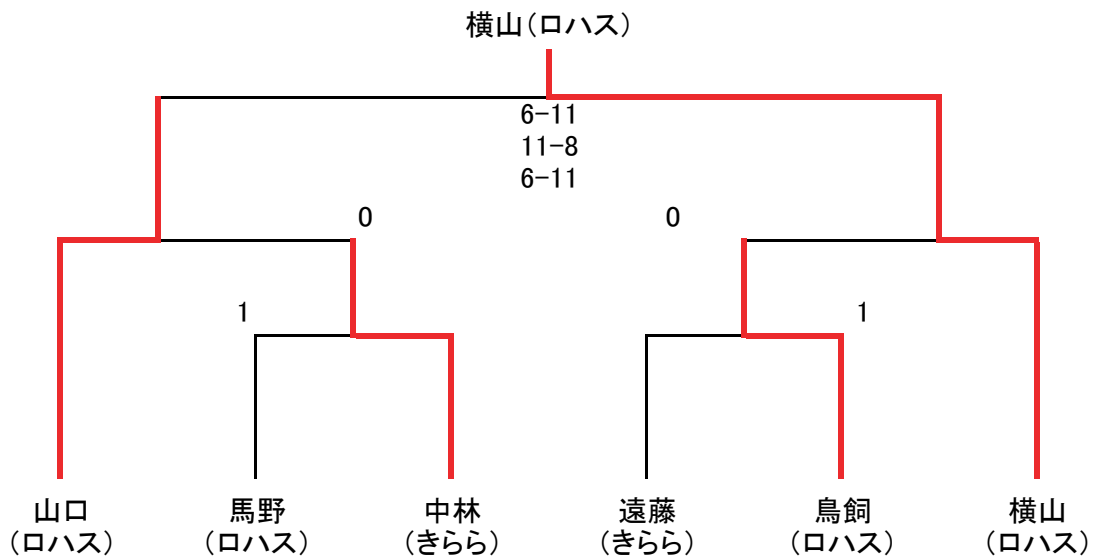 横山(ロハス)
6-11
11-8
6-11
0
0
1
1
山口
(ロハス)
馬野
(ロハス)
中林
(きらら)
遠藤
(きらら)
鳥飼
(ロハス)
横山
(ロハス)